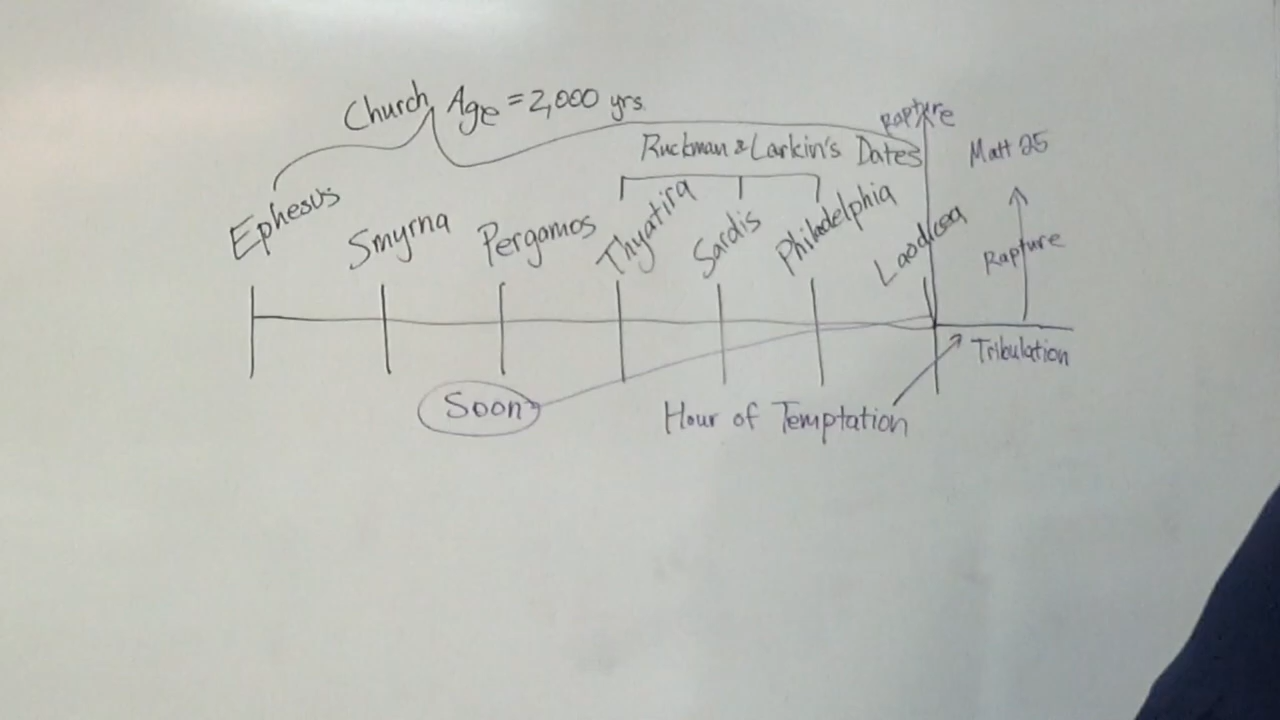 Church Age = 2,000 yrs.
Rapture
Ruckman & Larkin's Dates
Matt 25
Ephesus
Smyrna
Pergamos
Thyatira
Sardis
Philadelphia
Laodicea
Rapture
Tribulation
Soon
Hour of Temptation